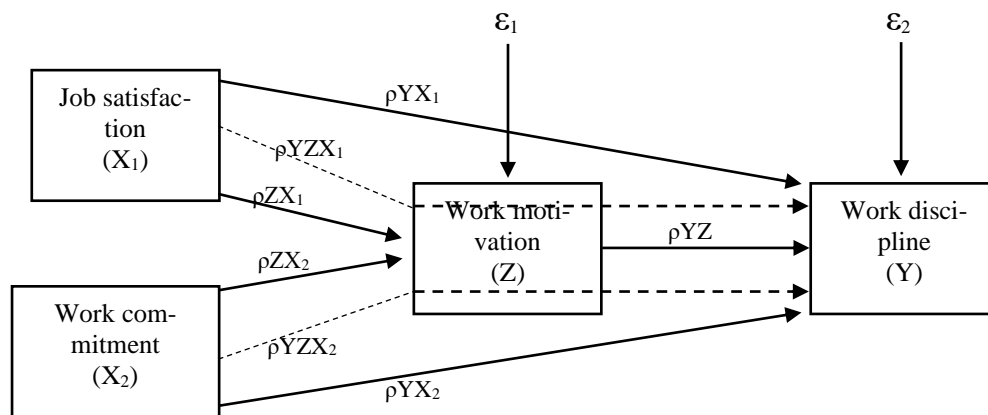 ε1
ε2
Job satisfac-
tion
(X1)
ρYX1
ρYZX1
ρZX1
Work moti-
vation
(Z)
ρYZ
Work disci-
pline
(Y)
ρZX2
Work com-
mitment
(X2)
ρYZX2
ρYX2